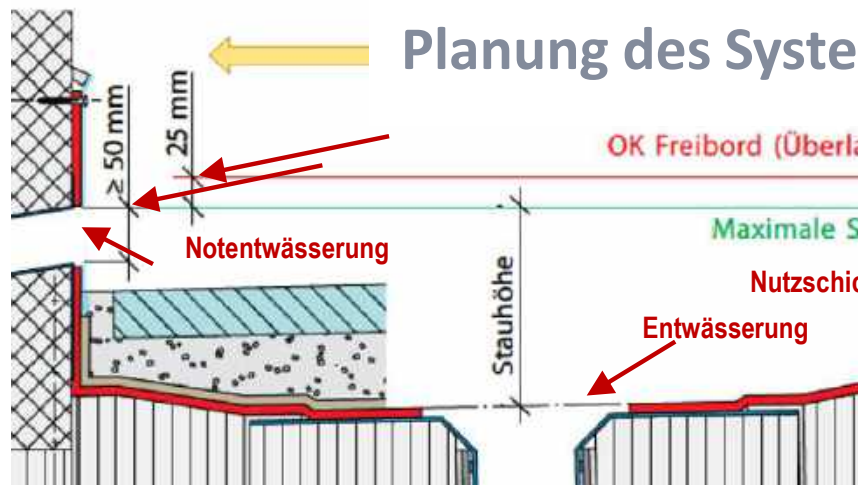 Planung des Syste
≥ 50 mm
25 mm
OK Freibord (Überla
Maximale S
Notentwässerung
Nutzschic
Stauhöhe
Entwässerung